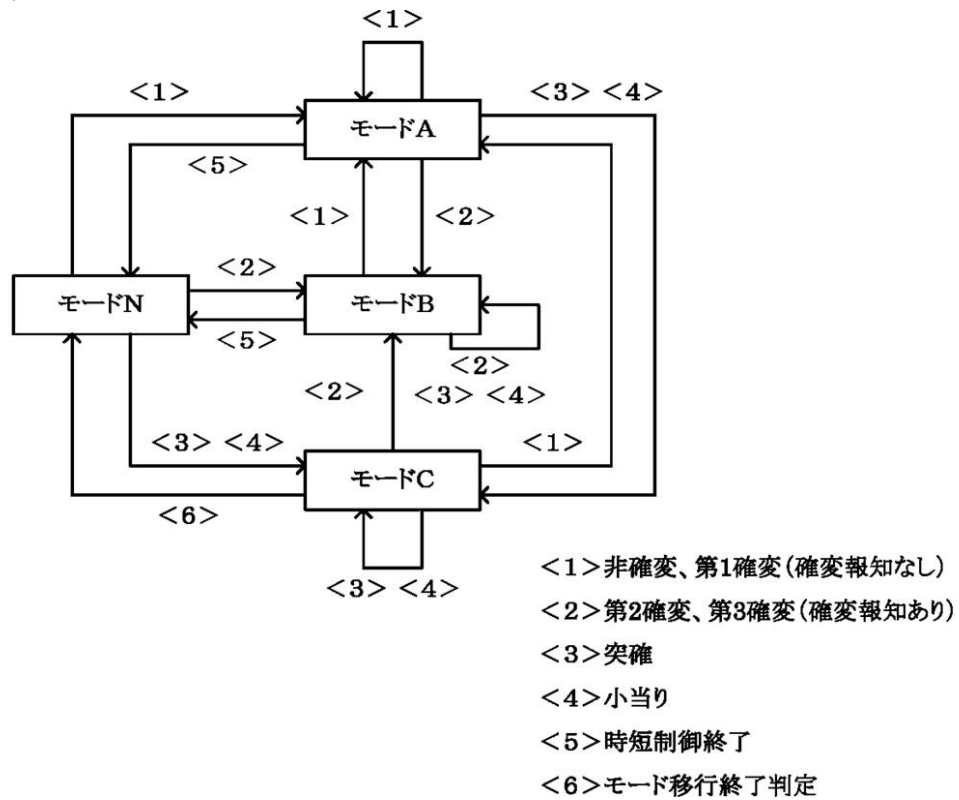 <1>
<1>
<3> <4>
モードA
<5>
<1>
<2>
<2>
モードN
モードB
<5>
<2>
<2>
<3> <4>
<3> <4>
<1>
モードC
<6>
<3> <4>
<1>非確変、第1確変(確変報知なし)
<2>第2確変、第3確変(確変報知あり)
<3>突確
<4>小当り
<5>時短制御終了
<6>モード移行終了判定